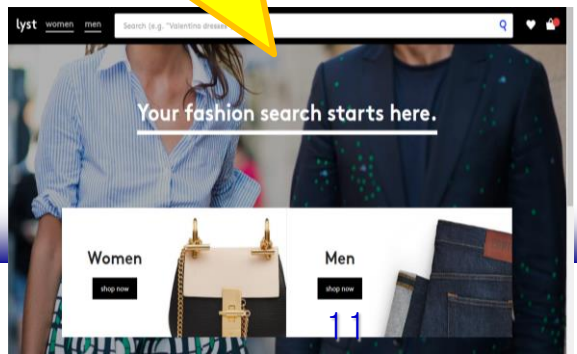 lyst women men Search (e.g. "Valentino dresses
Your fashion search starts here.
Women
shop now
Men
shop now
11